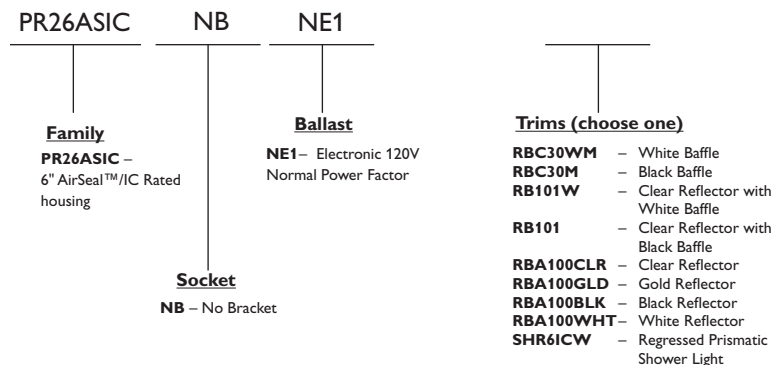 PR26ASIC NB NE1
Family
PR26ASIC –
6" AirSeal™/IC Rated
housing
Socket
NB – No Bracket
Ballast
NE1– Electronic 120V
Normal Power Factor
Trims (choose one)
RBC30WM – White Baffle
RBC30M – Black Baffle
RB101W – Clear Reflector with
White Baffle
RB101 – Clear Reflector with
Black Baffle
RBA100CLR – Clear Reflector
RBA100GLD – Gold Reflector
RBA100BLK – Black Reflector
RBA100WHT – White Reflector
SHR6ICW – Regressed Prismatic
Shower Light